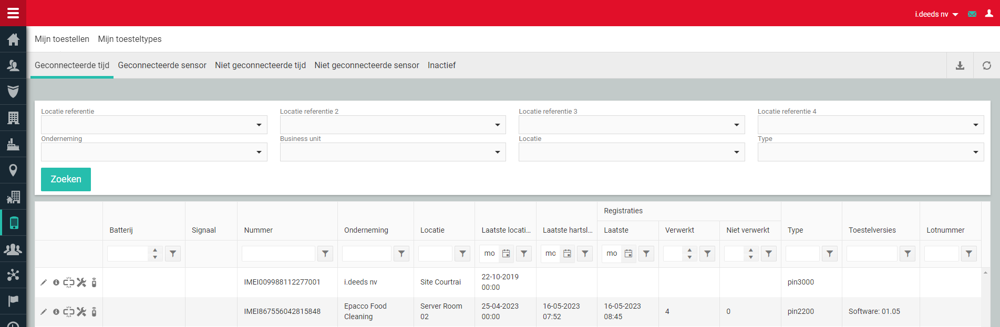 i.deeds nv
Mijn toestellen Mijn toesteltypes
Geconnecteerde tijd Geconnecteerde sensor Niet geconnecteerde tijd Niet geconnecteerde sensor Inactief
Locatie referentie Locatie referentie 2 Locatie referentie 3 Locatie referentie 4
Onderneming Business unit Locatie Type
Zoeken
Registraties
Batterij Signaal Nummer Onderneming Locatie Laatste locati... Laatste hartsl... Laatste Verwerkt Niet verwerkt Type Toestelversies Lotnummer
mo mo mo
IMEI009988112277001 i.deeds nv Site Courtrai 22-10-2019 pin3000
00:00
IMEI867556042815848 Epacco Food Server Room 25-04-2023 16-05-2023 16-05-2023 4 0 pin2200 Software: 01.05
Cleaning 02 00:00 07:52 08:45